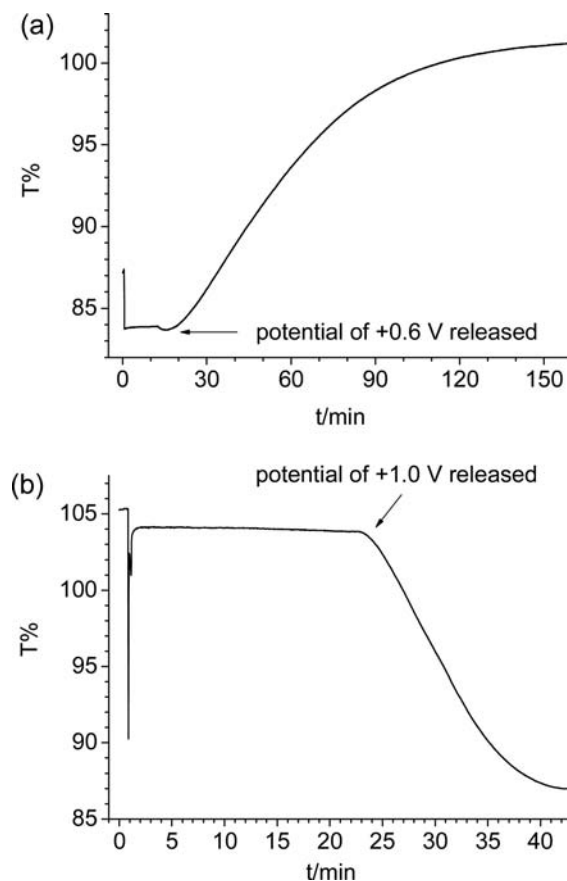 (a)
100
95
T%
90
85
potential of +0.6 V released
0 30 60 90 120 150
t/min
(b)
potential of +1.0 V released
105
100
T%
95
90
85
0 5 10 15 20 25 30 35 40
t/min